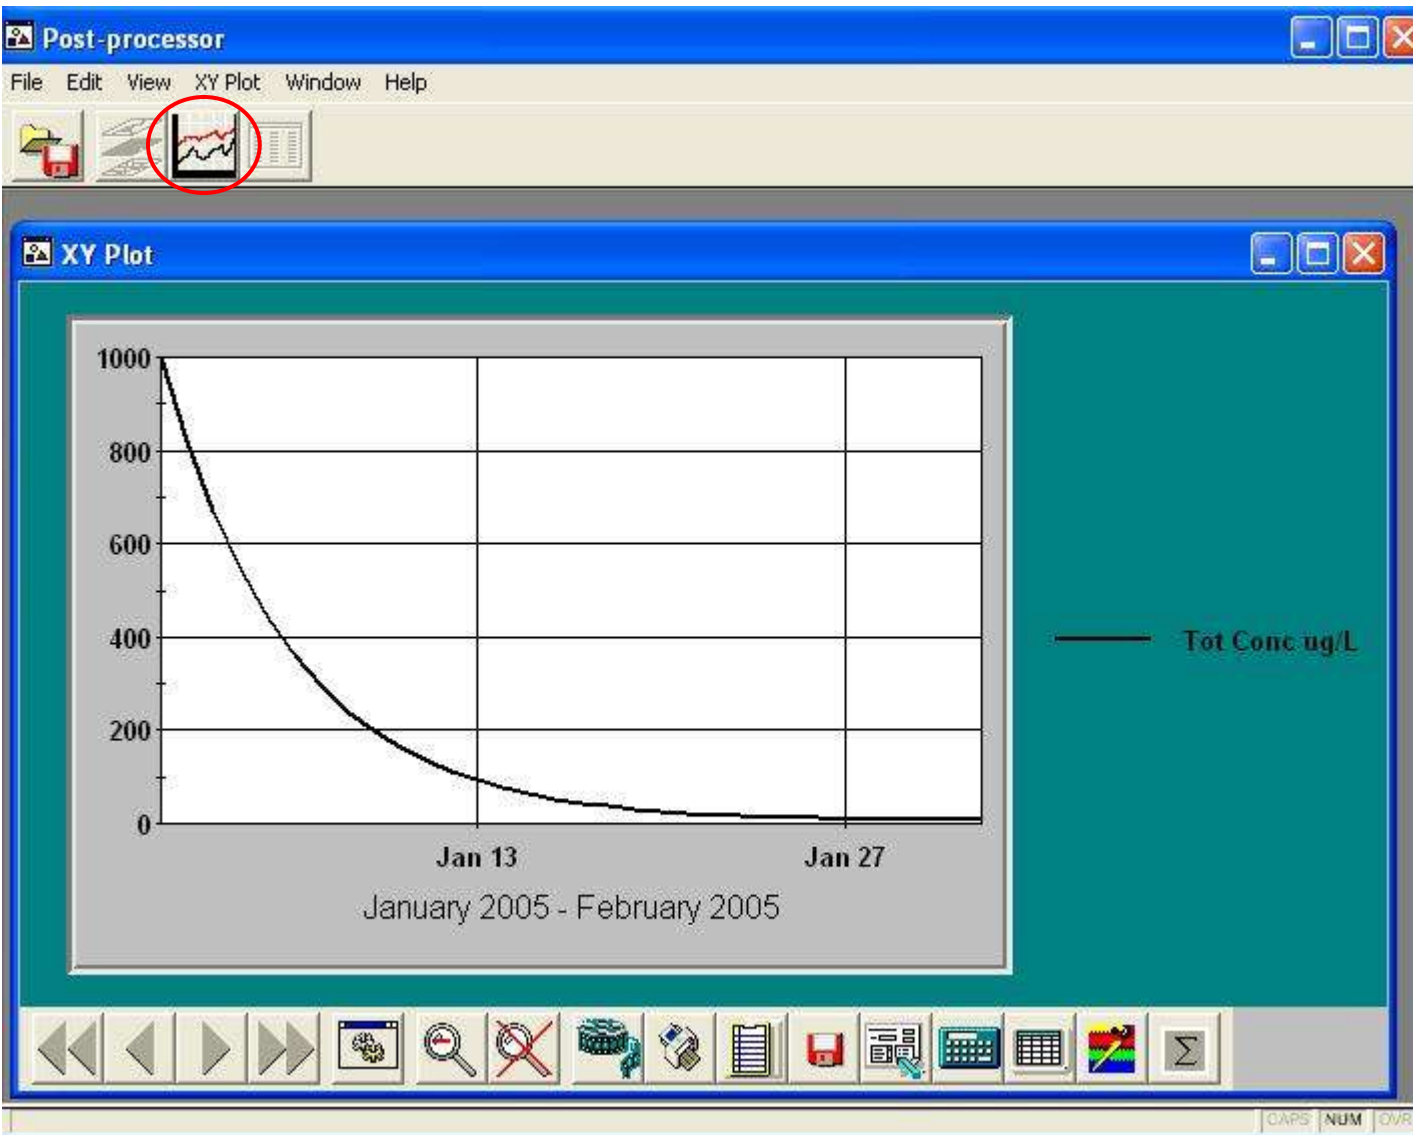 Post-processor
File Edit View XY Plot Window Help
XY Plot
1000
800
600
400
200
0
Jan 13 Jan 27
January 2005 - February 2005
Tot Conc ug/L
Σ
CAPS NUM OVR